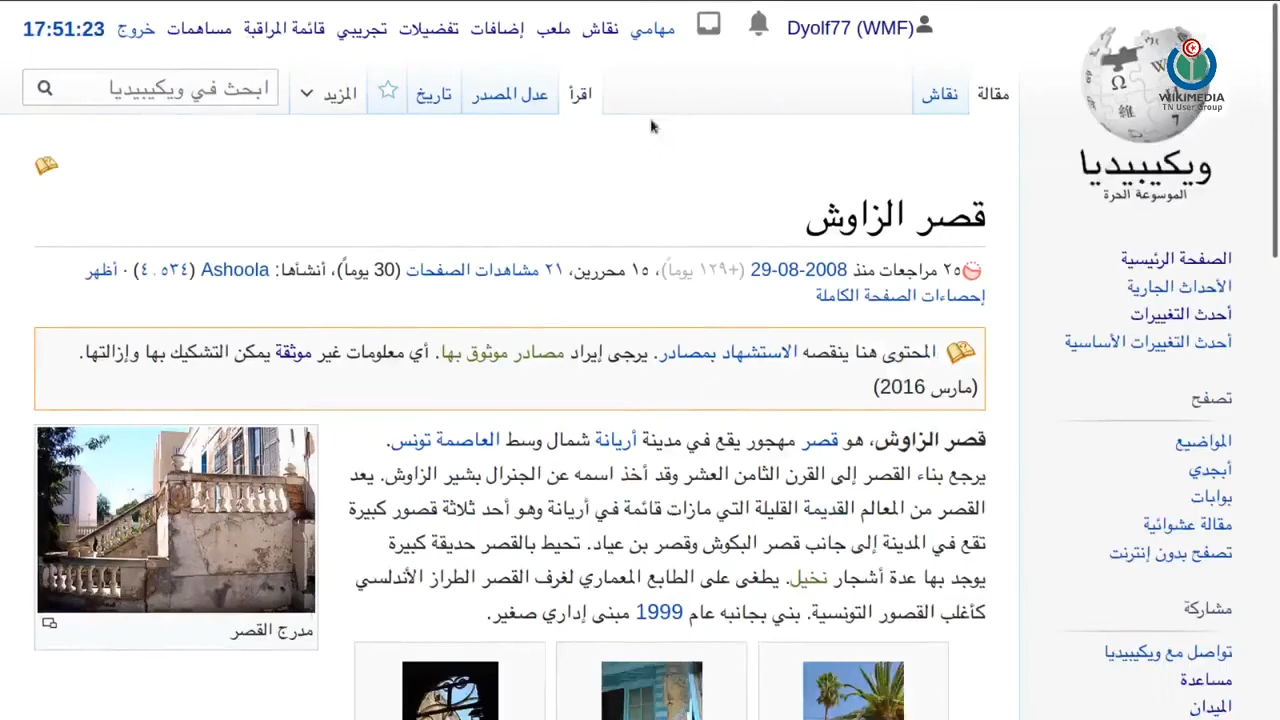 17:51:23
Dyolf77 (WMF) مهامي نقاش ملعب إضافات تفضيلات تجريبي قائمة المراقبة مساهمات خروج
مقالة نقاش اقرأ عدل المصدر تاريخ المزيد ابحث في ويكيبيديا
WIKIMEDIA
TN User Group
ويكيبيديا
الموسوعة الحرة
قصر الزاوش
٢٥ مراجعات منذ 29-08-2008 (+١٢٩ يوماً)، ١٥ محررين، ٢١ مشاهدات الصفحات (30 يوماً)، أنشأها: Ashoola (٤٬٥٣٤) · أظهر
إحصاءات الصفحة الكاملة
المحتوى هنا ينقصه الاستشهاد بمصادر. يرجى إيراد مصادر موثوق بها. أي معلومات غير موثقة يمكن التشكيك بها وإزالتها.
(مارس 2016)
قصر الزاوش، هو قصر مهجور يقع في مدينة أريانة شمال وسط العاصمة تونس.
يرجع بناء القصر إلى القرن الثامن العشر وقد أخذ اسمه عن الجنرال بشير الزاوش. يعد
القصر من المعالم القديمة القليلة التي مازات قائمة في أريانة وهو أحد ثلاثة قصور كبيرة
تقع في المدينة إلى جانب قصر البكوش وقصر بن عياد. تحيط بالقصر حديقة كبيرة
يوجد بها عدة أشجار نخيل. يطغى على الطابع المعماري لغرف القصر الطراز الأندلسي
كأغلب القصور التونسية. بني بجانبه عام 1999 مبنى إداري صغير.
مدرج القصر
الصفحة الرئيسية
الأحداث الجارية
أحدث التغييرات
أحدث التغييرات الأساسية
تصفح
المواضيع
أبجدي
بوابات
مقالة عشوائية
تصفح بدون إنترنت
مشاركة
تواصل مع ويكيبيديا
مساعدة
الميدان